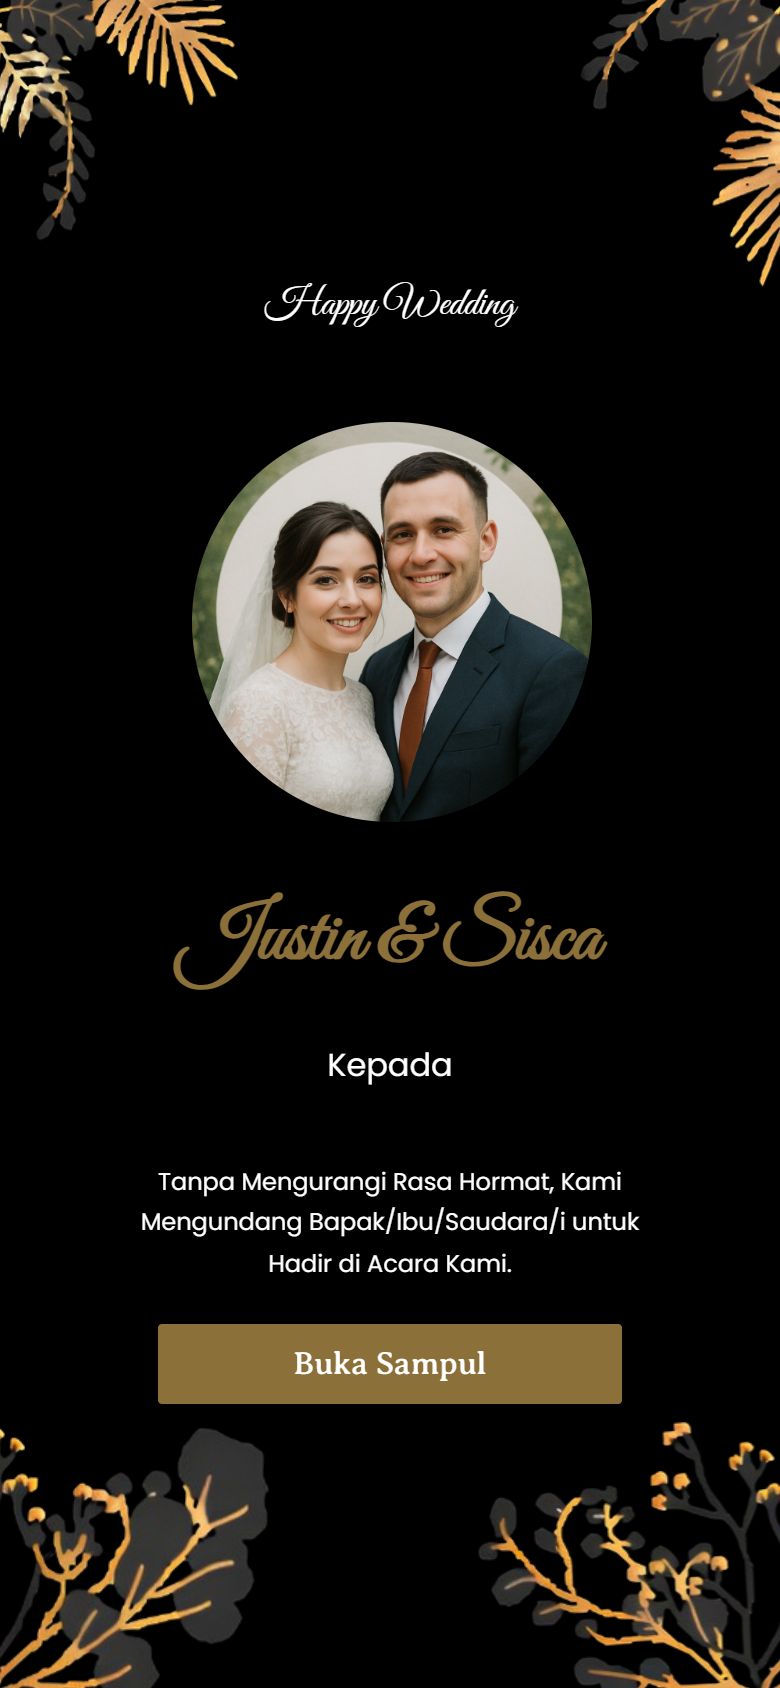 Happy Wedding
Justin & Sisca
Kepada
Tanpa Mengurangi Rasa Hormat, Kami
Mengundang Bapak/Ibu/Saudara/i untuk
Hadir di Acara Kami.
Buka Sampul